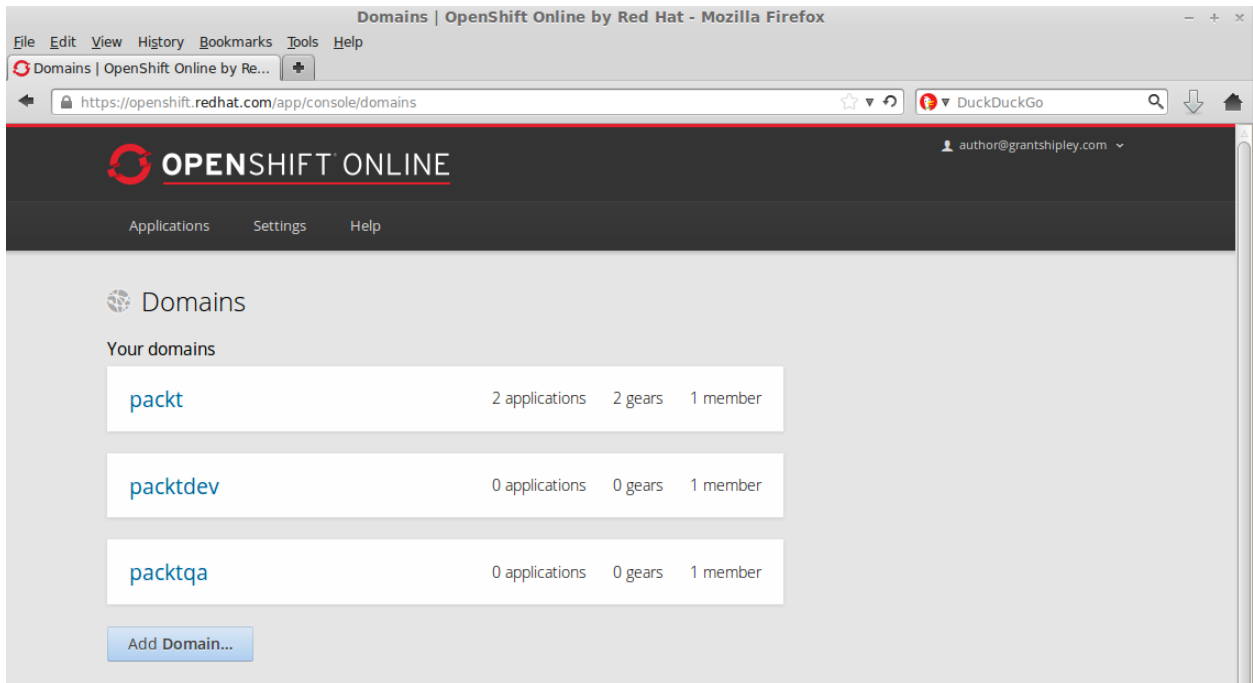 Domains | OpenShift Online by Red Hat - Mozilla Firefox
File Edit View History Bookmarks Tools Help
Domains | OpenShift Online by Re...
https://openshift.redhat.com/app/console/domains
DuckDuckGo
OPENSHIFT ONLINE
author@grantshipley.com
Applications Settings Help
Domains
Your domains
packt 2 applications 2 gears 1 member
packtdev 0 applications 0 gears 1 member
packtqa 0 applications 0 gears 1 member
Add Domain...